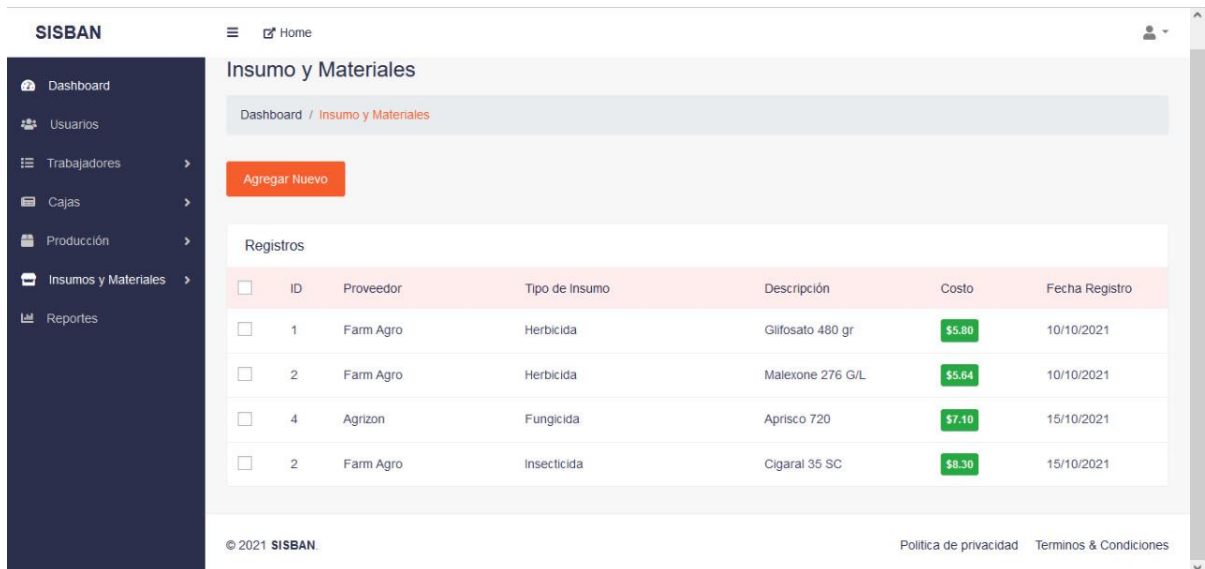 SISBAN
Home
Dashboard
Usuarios
Trabajadores
Cajas
Producción
Insumos y Materiales
Reportes
Insumo y Materiales
Dashboard / Insumo y Materiales
Agregar Nuevo
Registros
ID Proveedor Tipo de Insumo Descripción Costo Fecha Registro
1 Farm Agro Herbicida Glifosato 480 gr $5.80 10/10/2021
2 Farm Agro Herbicida Malexone 276 G/L $5.64 10/10/2021
4 Agrizon Fungicida Aprisco 720 $7.10 15/10/2021
2 Farm Agro Insecticida Cigaral 35 SC $8.30 15/10/2021
© 2021 SISBAN.
Politica de privacidad Terminos & Condiciones